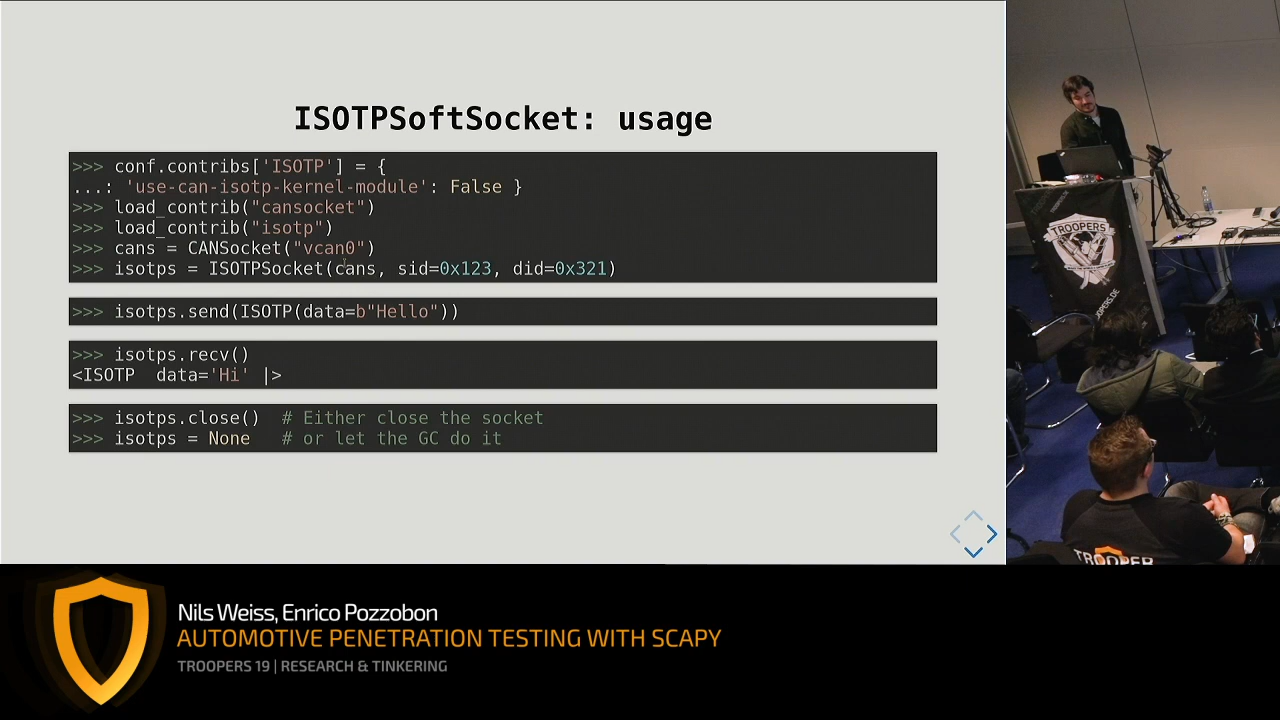 ISOTPSoftSocket: usage
>>> conf.contribs['ISOTP'] = {
...: 'use-can-isotp-kernel-module': False }
>>> load_contrib("cansocket")
>>> load_contrib("isotp")
>>> cans = CANSocket("vcan0")
>>> isotps = ISOTPSocket(cans, sid=0x123, did=0x321)
>>> isotps.send(ISOTP(data=b"Hello"))
>>> isotps.recv()
<ISOTP  data='Hi' |>
>>> isotps.close()  # Either close the socket
>>> isotps = None   # or let the GC do it
TROOPERS
TROOPER
Nils Weiss, Enrico Pozzobon
AUTOMOTIVE PENETRATION TESTING WITH SCAPY
TROOPERS 19 | RESEARCH & TINKERING